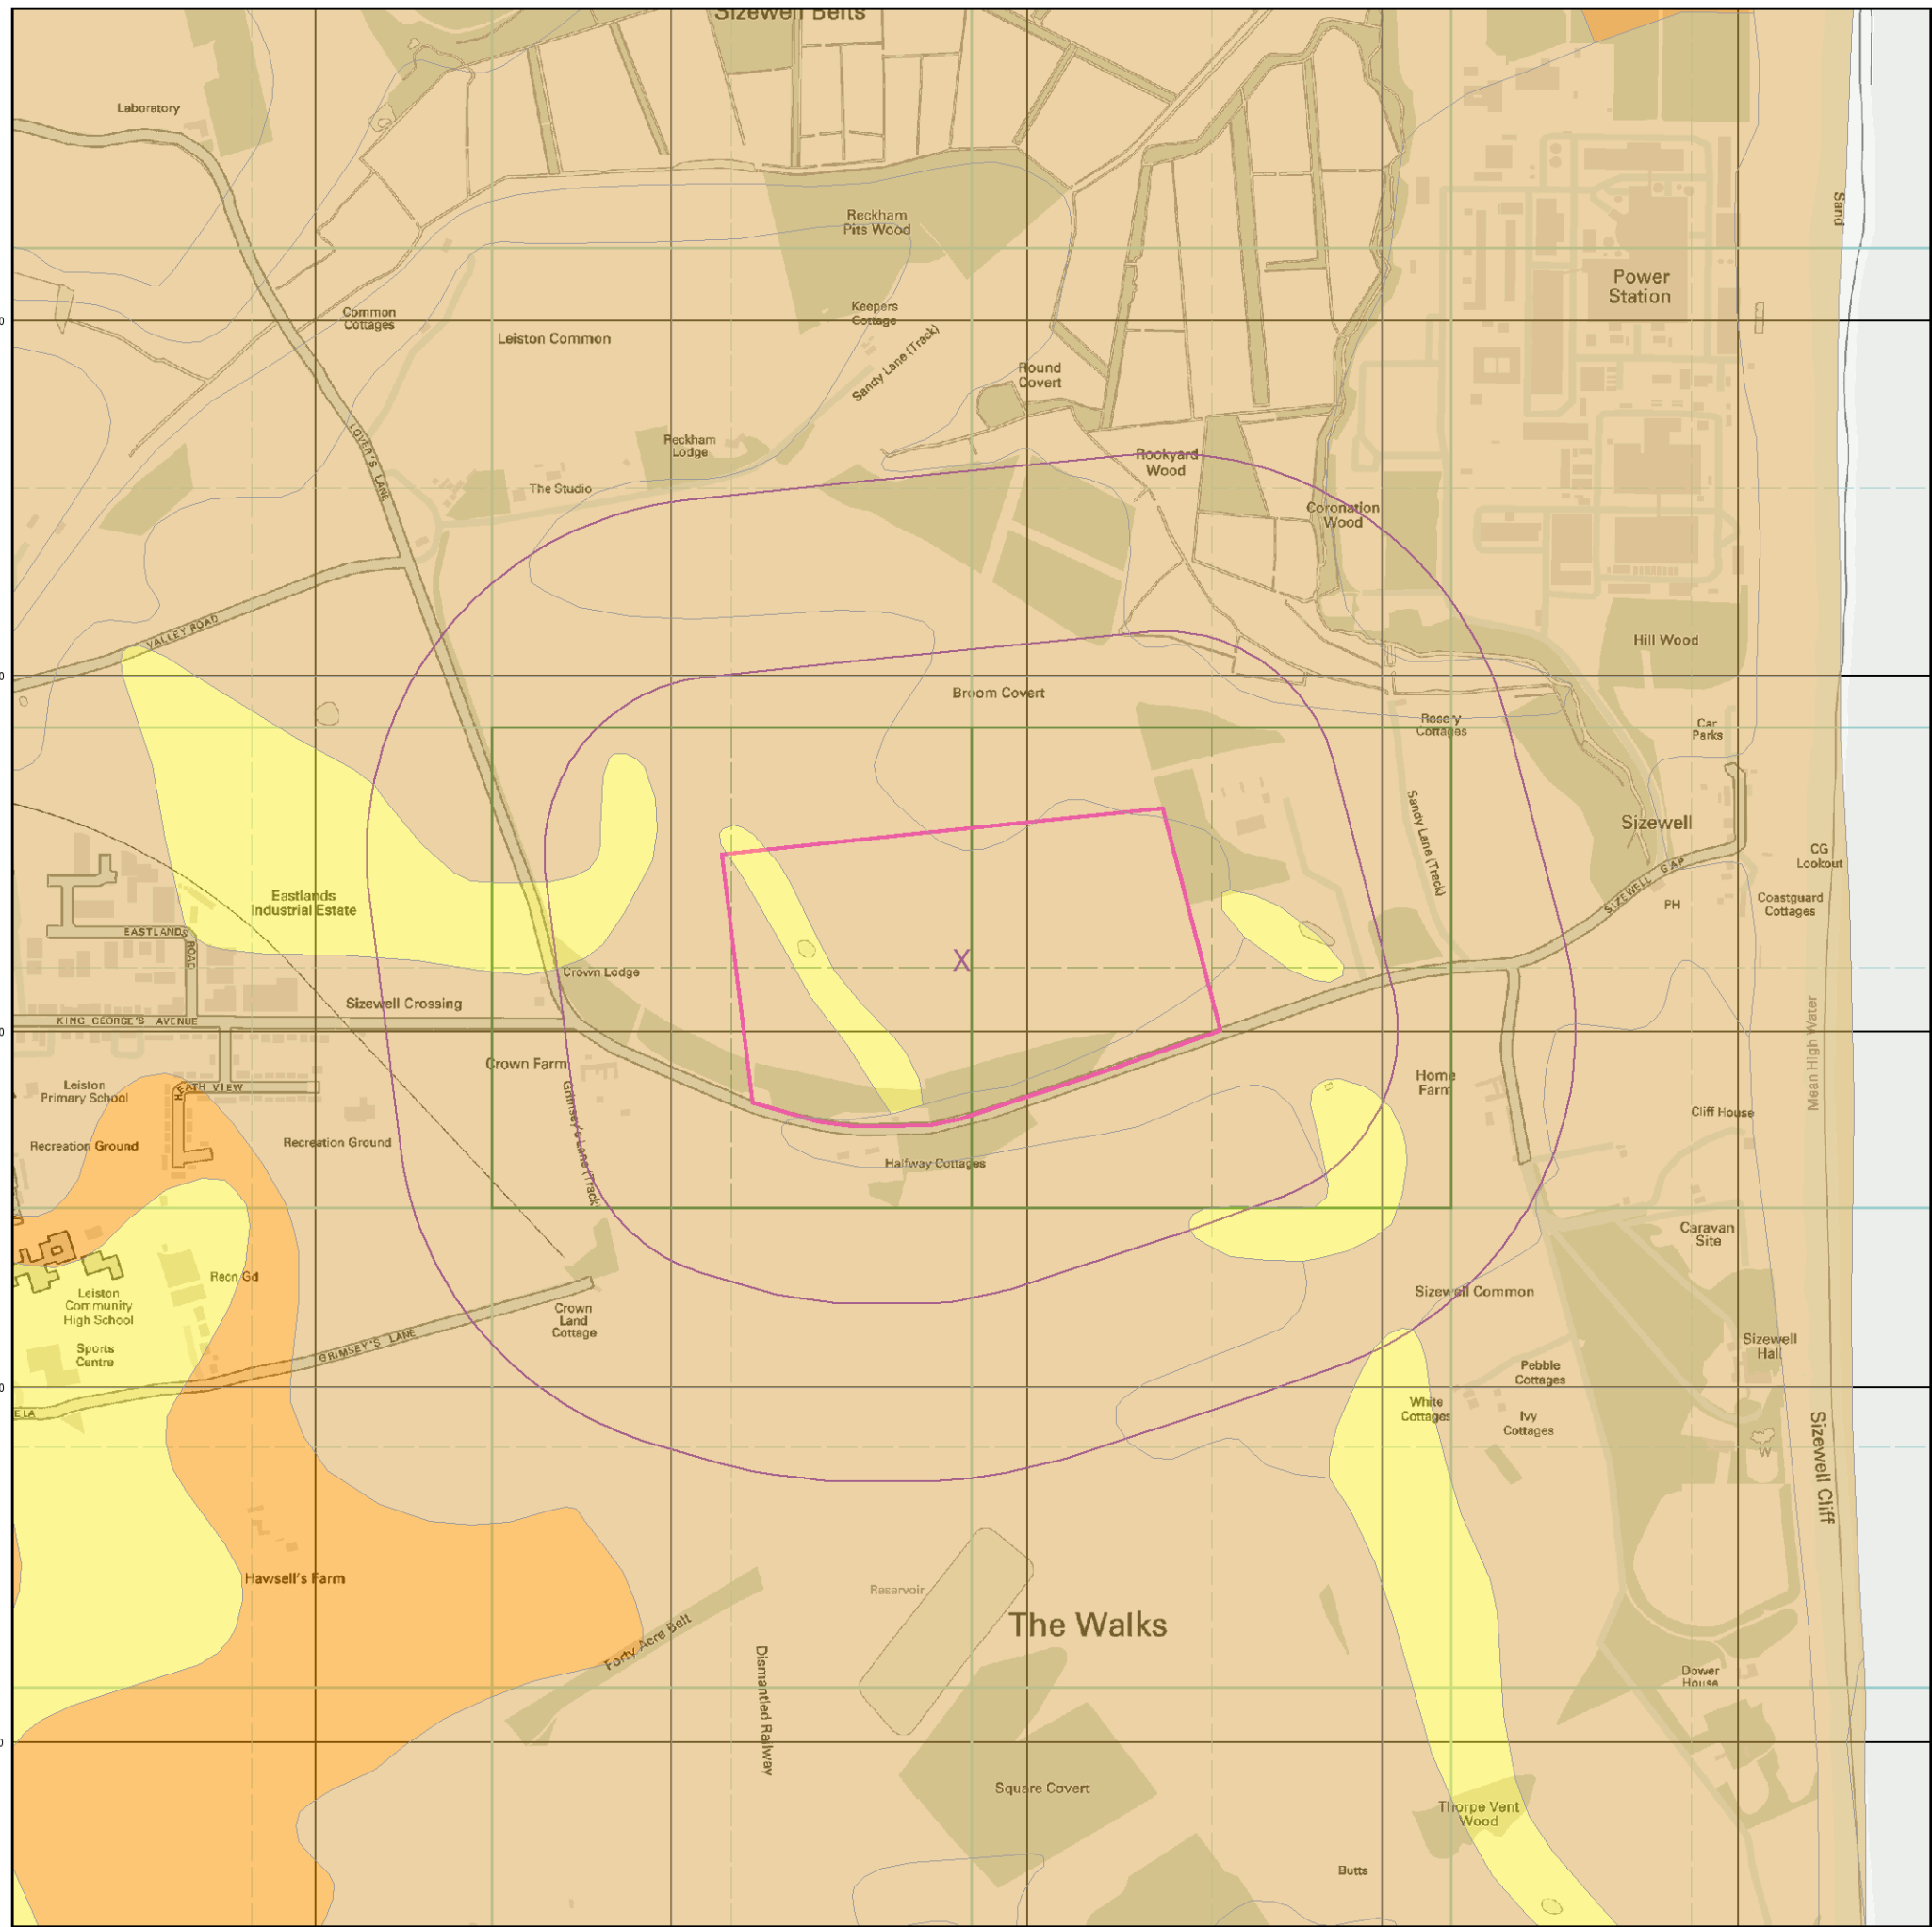 Sizewell Belts
Laboratory
Sand
Reckham
Pits Wood
Power
Station
Common
Cottages
Keepers
Cottage
Leiston Common
Sandy Lane (Track)
Round
Covert
LOVER'S LANE
Reckham
Lodge
Rookyard
Wood
The Studio
Coronation
Wood
VALLEY ROAD
Hill Wood
Broom Covert
Rosery
Cottages
Car
Parks
Sandy Lane (Track)
Sizewell
CG
Lookout
SIZEWELL GAP
Eastlands
Industrial Estate
PH
Coastguard
Cottages
EASTLANDS
ROAD
X
Crown Lodge
Sizewell Crossing
KING GEORGE'S AVENUE
Mean High Water
Crown Farm
Home
Farm
Leiston
Primary School
HEATH VIEW
Grimsey's Lane (Track)
Cliff House
Recreation Ground
Recreation Ground
Halfway Cottages
Caravan
Site
Recn Gd
Leiston
Community
High School
Sizewell Common
Crown
Land
Cottage
GRIMSEY'S LANE
Sports
Centre
Sizewell
Hall
Pebble
Cottages
White
Cottages
Ivy
Cottages
ELA
Sizewell Cliff
W
Hawsell's Farm
Reservoir
The Walks
Forty Acre Belt
Dismantled Railway
Dower
House
Square Covert
Thorpe Vent
Wood
Butts
0
0
0
0
0